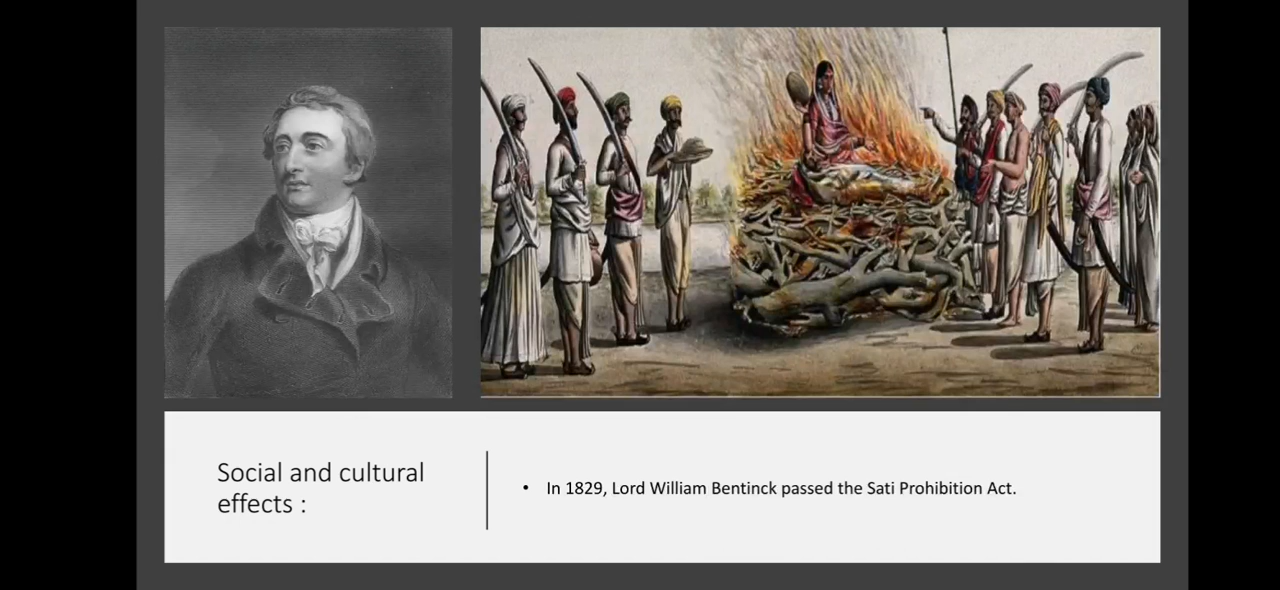 Social and cultural
effects :
• In 1829, Lord William Bentinck passed the Sati Prohibition Act.